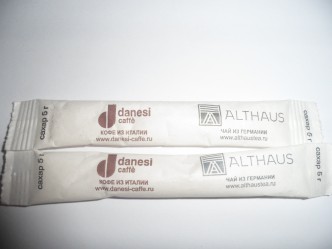 сахар 5 г
danesi
caffè
КОФЕ ИЗ ИТАЛИИ
www.danesi-caffe.ru
ALTHAUS
ЧАЙ ИЗ ГЕРМАНИИ
www.althaustea.ru
сахар 5 г
сахар 5 г
danesi
caffè
КОФЕ ИЗ ИТАЛИИ
www.danesi-caffe.ru
ALTHAUS
ЧАЙ ИЗ ГЕРМАНИИ
www.althaustea.ru
сахар 5 г